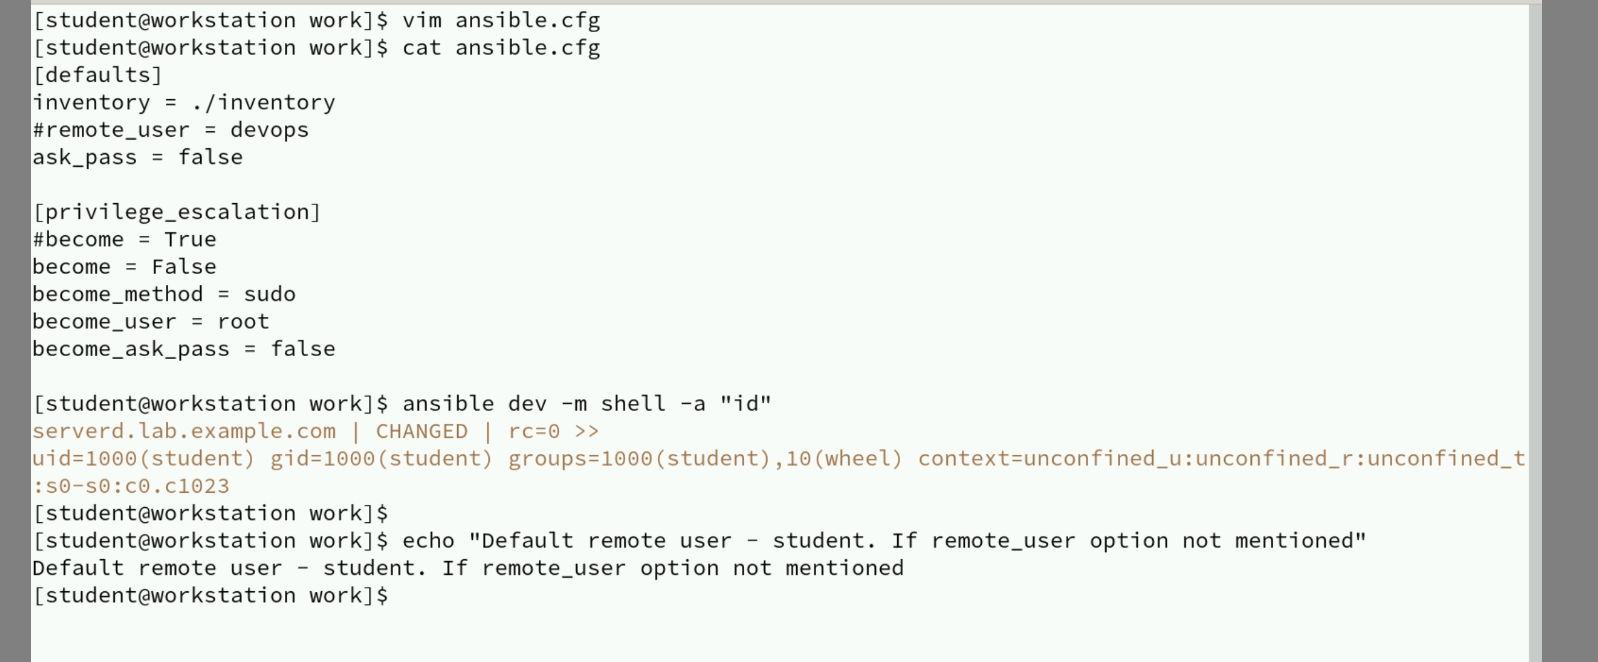 [student@workstation work]$ vim ansible.cfg
[student@workstation work]$ cat ansible.cfg
[defaults]
inventory = ./inventory
#remote_user = devops
ask_pass = false

[privilege_escalation]
#become = True
become = False
become_method = sudo
become_user = root
become_ask_pass = false

[student@workstation work]$ ansible dev -m shell -a "id"
serverd.lab.example.com | CHANGED | rc=0 >>
uid=1000(student) gid=1000(student) groups=1000(student),10(wheel) context=unconfined_u:unconfined_r:unconfined_t
:s0-s0:c0.c1023
[student@workstation work]$
[student@workstation work]$ echo "Default remote user - student. If remote_user option not mentioned"
Default remote user - student. If remote_user option not mentioned
[student@workstation work]$